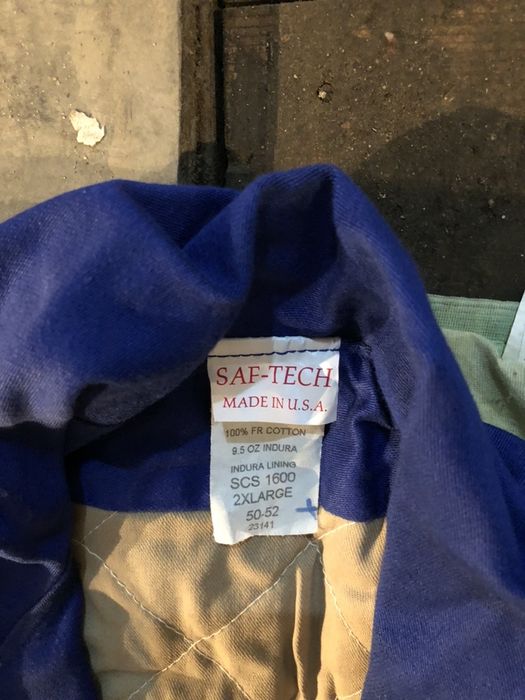 SAF-TECH
MADE IN U.S.A.
100% FR COTTON
9.5 OZ INDURA
INDURA LINING
SCS 1600
2XLARGE
50-52
23141